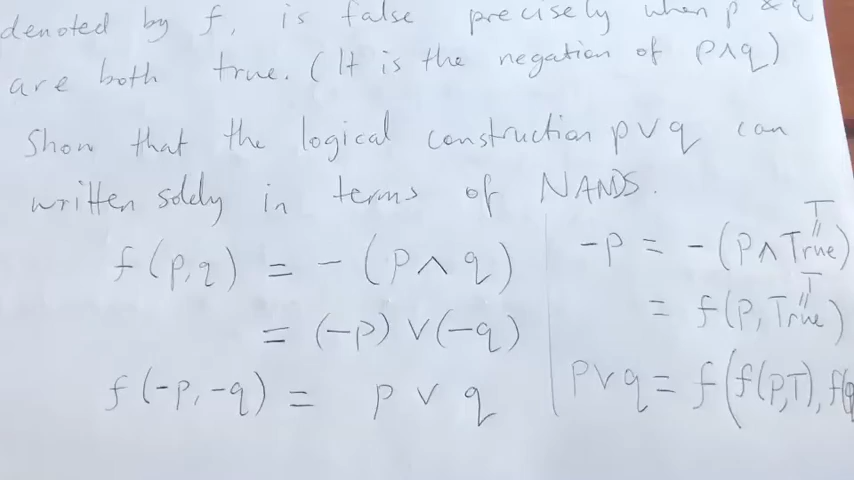 denoted by f, is false precisely when p & q
are both true. (It is the negation of p∧q)
Show that the logical construction p∨q can
written solely in terms of NANDS.
f(p,q) = -(p∧q)
= (-p)∨(-q)
f(-p,-q) = p∨q
T
"
-p = -(p∧True)
T
"
= f(p, True)
p∨q = f(f(p,T), f(q